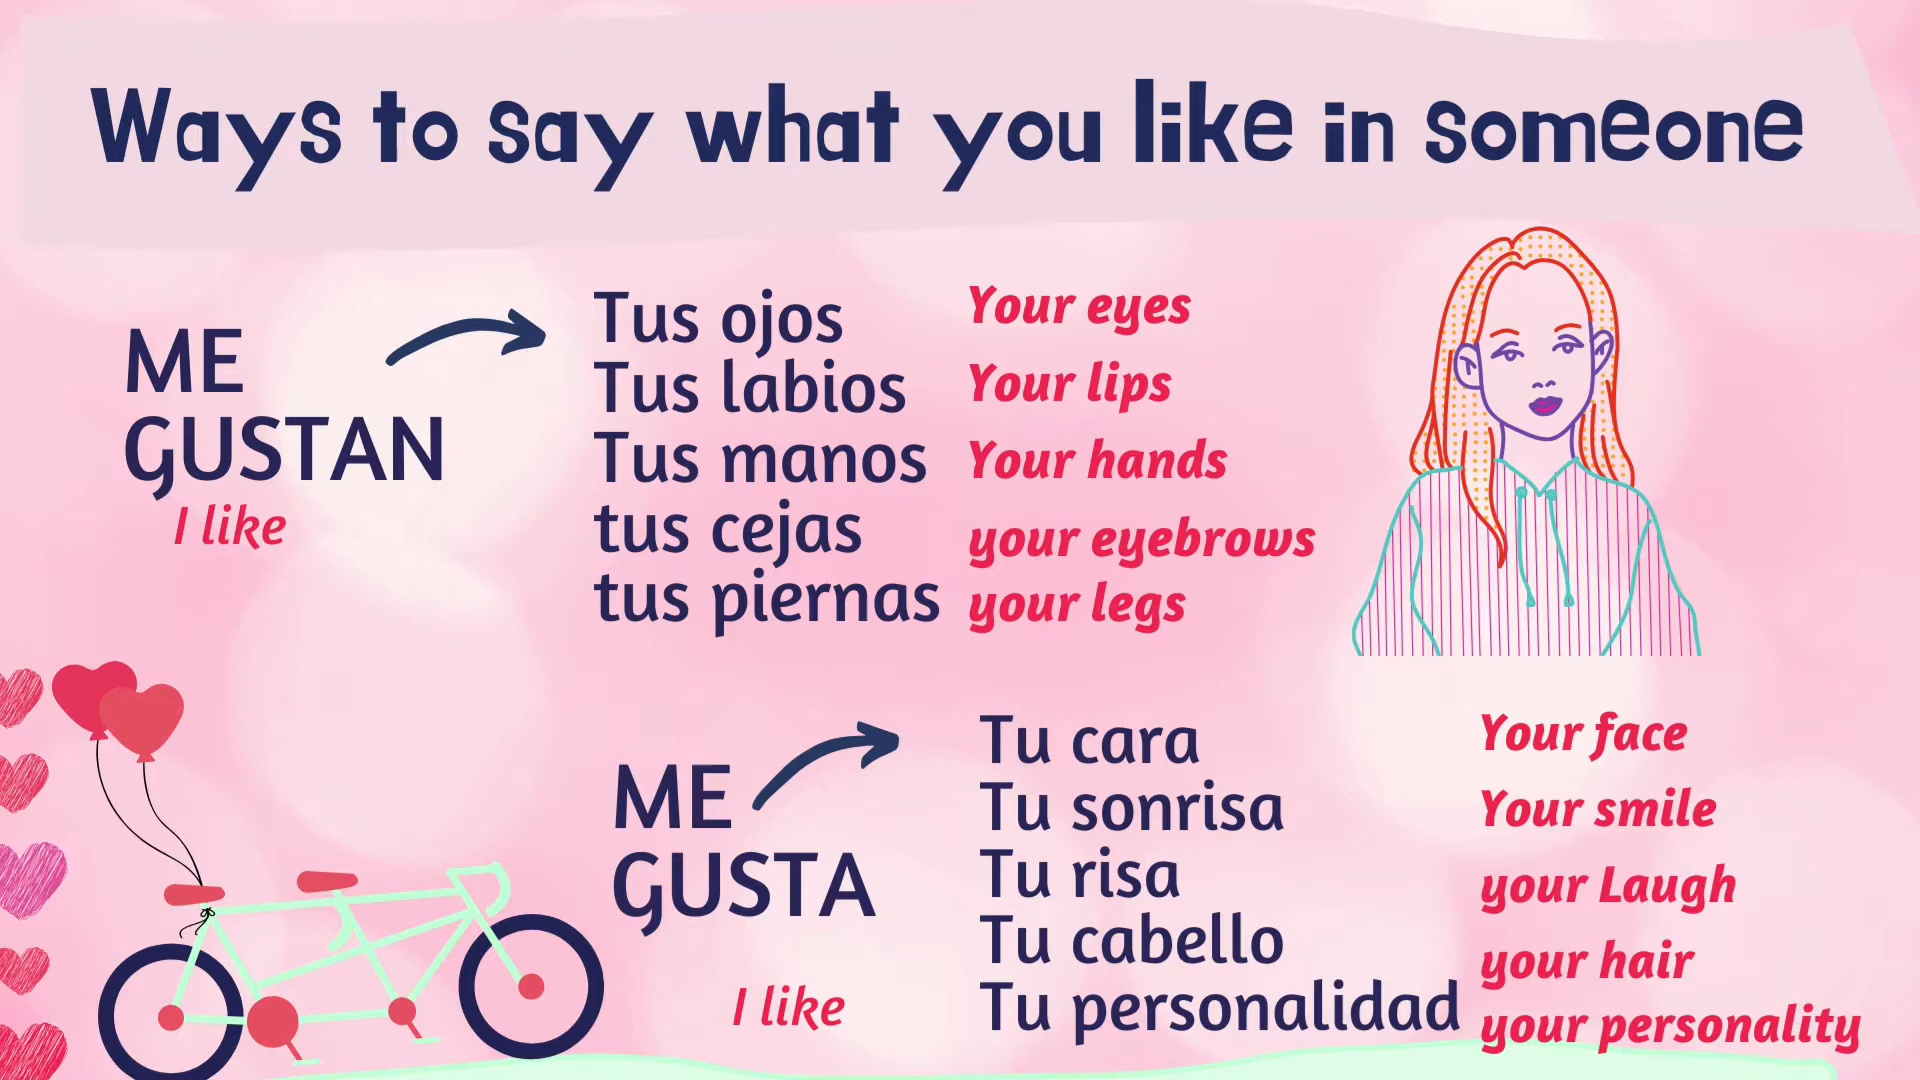 Ways to say what you like in someone
ME
GUSTAN
I like
Tus ojos
Tus labios
Tus manos
tus cejas
tus piernas
Your eyes
Your lips
Your hands
your eyebrows
your legs
ME
GUSTA
I like
Tu cara
Tu sonrisa
Tu risa
Tu cabello
Tu personalidad
Your face
Your smile
your Laugh
your hair
your personality